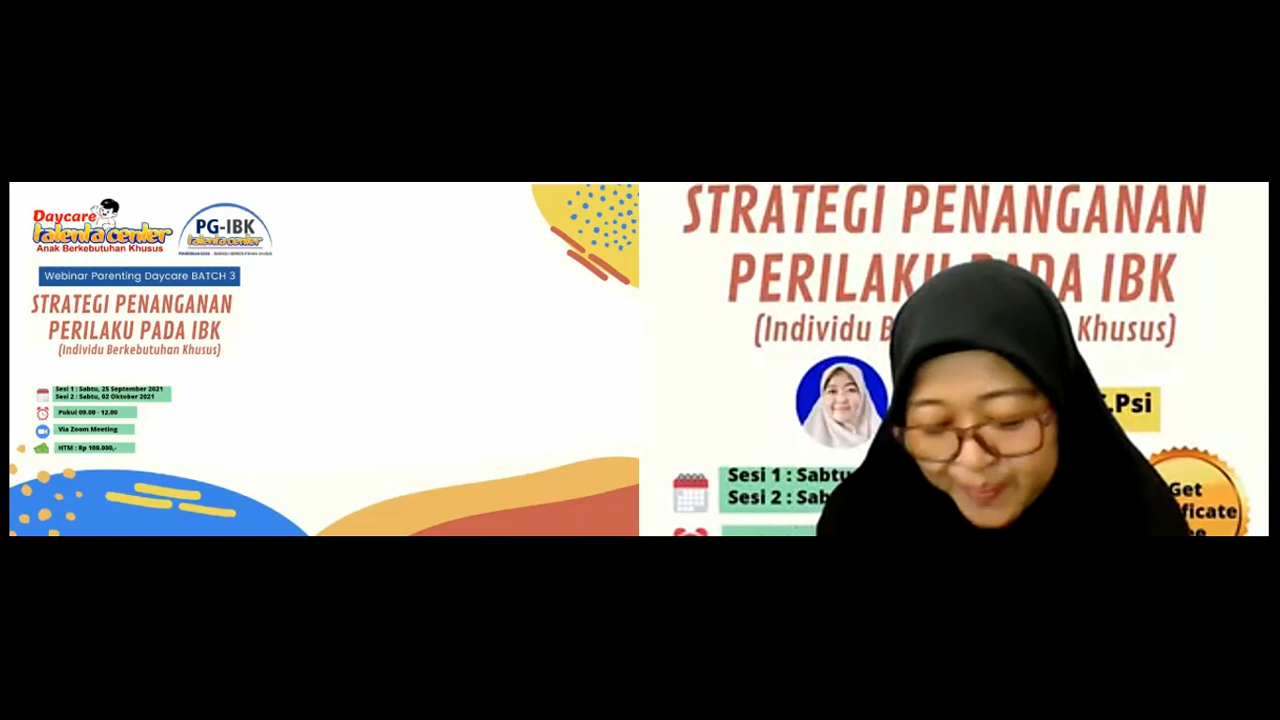 Daycare
talenta center
Anak Berkebutuhan Khusus
PG-IBK
talenta center
Webinar Parenting Daycare BATCH 3
STRATEGI PENANGANAN
PERILAKU PADA IBK
(Individu Berkebutuhan Khusus)
Sesi 1 : Sabtu, 25 September 2021
Sesi 2 : Sabtu, 02 Oktober 2021
Pukul 09.00 - 12.00
Via Zoom Meeting
HTM : Rp 100.000,-
STRATEGI PENANGANAN
PERILAKU PADA IBK
(Individu B Khusus)
.Psi
Sesi 1 : Sabtu
Sesi 2 : Sab
Get
ificate